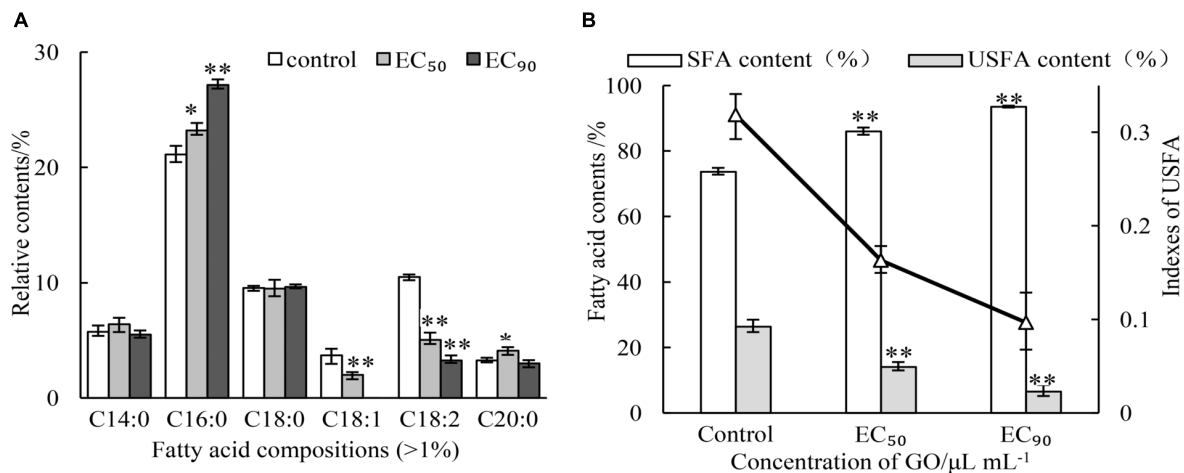 A
30
20
10
0
Relative contents/%
control EC₅₀ EC₉₀
*
**
**
**
**
*
C14:0 C16:0 C18:0 C18:1 C18:2 C20:0
Fatty acid compositions (>1%)
B
SFA content（%） USFA content（%）
100
80
60
40
20
0
Fatty acid conents /%
**
**
**
**
0.3
0.2
0.1
0
Indexes of USFA
Control EC₅₀ EC₉₀
Concentration of GO/μL mL⁻¹